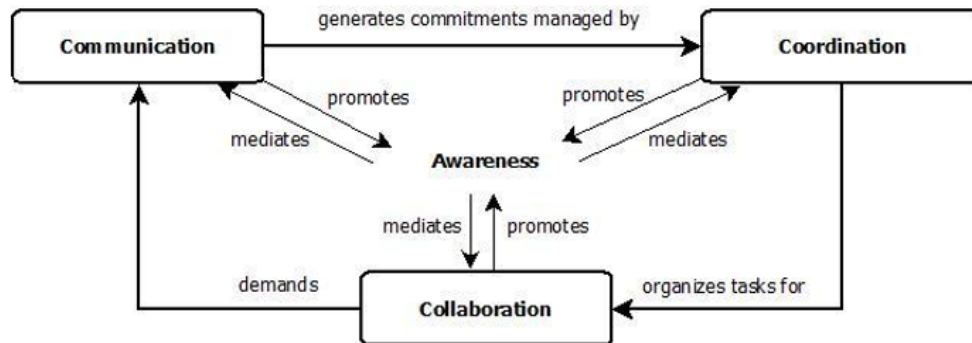 generates commitments managed by
Communication
Coordination
promotes
promotes
mediates
mediates
Awareness
mediates
promotes
demands
organizes tasks for
Collaboration